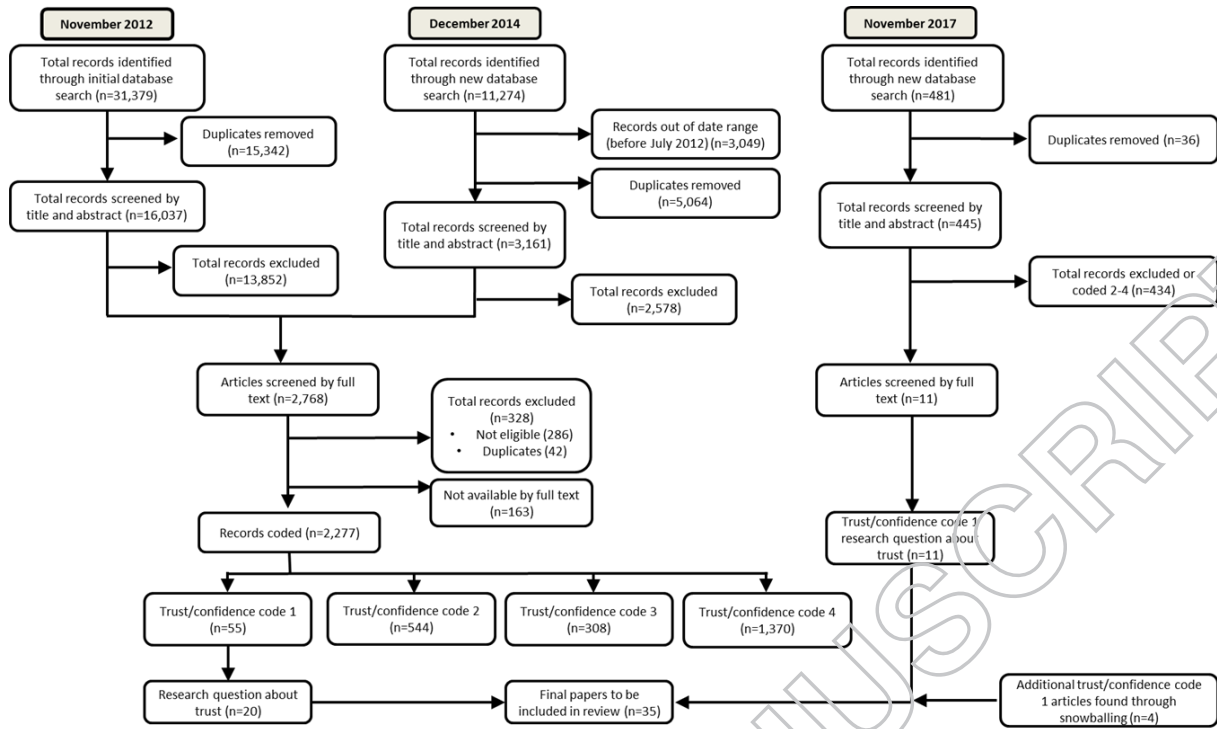 November 2012
Total records identified
through initial database
search (n=31,379)
Duplicates removed
(n=15,342)
Total records screened by
title and abstract (n=16,037)
Total records excluded
(n=13,852)
December 2014
Total records identified
through new database
search (n=11,274)
Records out of date range
(before July 2012) (n=3,049)
Duplicates removed
(n=5,064)
Total records screened by
title and abstract (n=3,161)
Total records excluded
(n=2,578)
Articles screened by full
text (n=2,768)
Total records excluded
(n=328)
• Not eligible (286)
• Duplicates (42)
Not available by full text
(n=163)
Records coded (n=2,277)
Trust/confidence code 1
(n=55)
Trust/confidence code 2
(n=544)
Trust/confidence code 3
(n=308)
Trust/confidence code 4
(n=1,370)
Research question about
trust (n=20)
Final papers to be
included in review (n=35)
November 2017
Total records identified
through new database
search (n=481)
Duplicates removed (n=36)
Total records screened by
title and abstract (n=445)
Total records excluded or
coded 2-4 (n=434)
Articles screened by full
text (n=11)
Trust/confidence code 1
research question about
trust (n=11)
Additional trust/confidence code
1 articles found through
snowballing (n=4)
USCRIPT